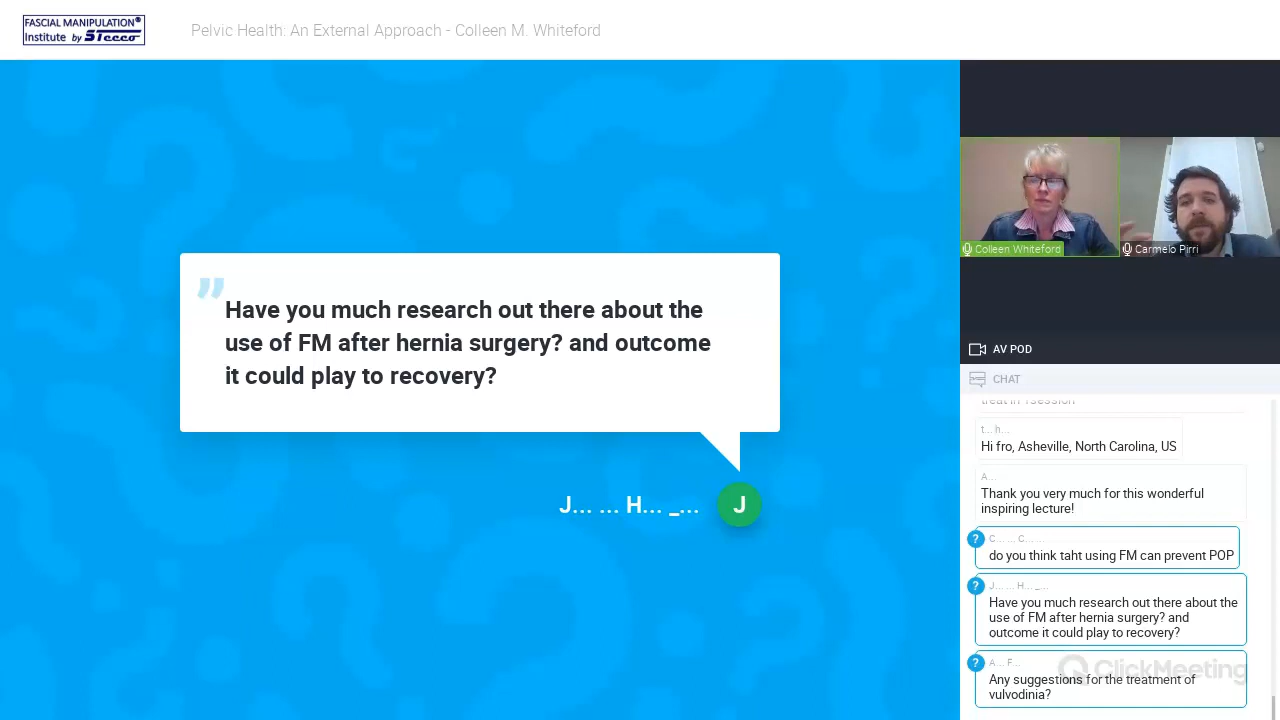 FASCIAL MANIPULATION®
Institute by Stecco
Pelvic Health: An External Approach - Colleen M. Whiteford
Have you much research out there about the
use of FM after hernia surgery? and outcome
it could play to recovery?
J... ... H... _...
J
Colleen Whiteford
Carmelo Pirri
AV POD
CHAT
treat in 1session
t... h...
Hi fro, Asheville, North Carolina, US
A...
Thank you very much for this wonderful
inspiring lecture!
?
C... ... C... ...
do you think taht using FM can prevent POP
?
J... ... H... _...
Have you much research out there about the
use of FM after hernia surgery? and
outcome it could play to recovery?
?
A... F...
Any suggestions for the treatment of
vulvodinia?
ClickMeeting